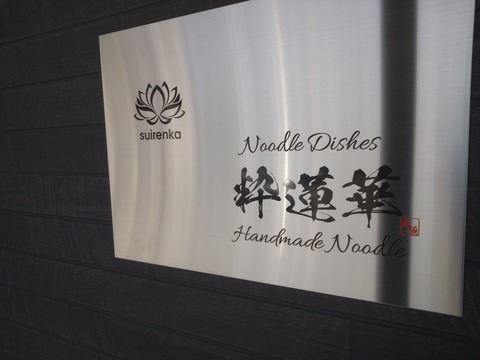 suirenka
Noodle Dishes
粋蓮華
Handmade Noodle